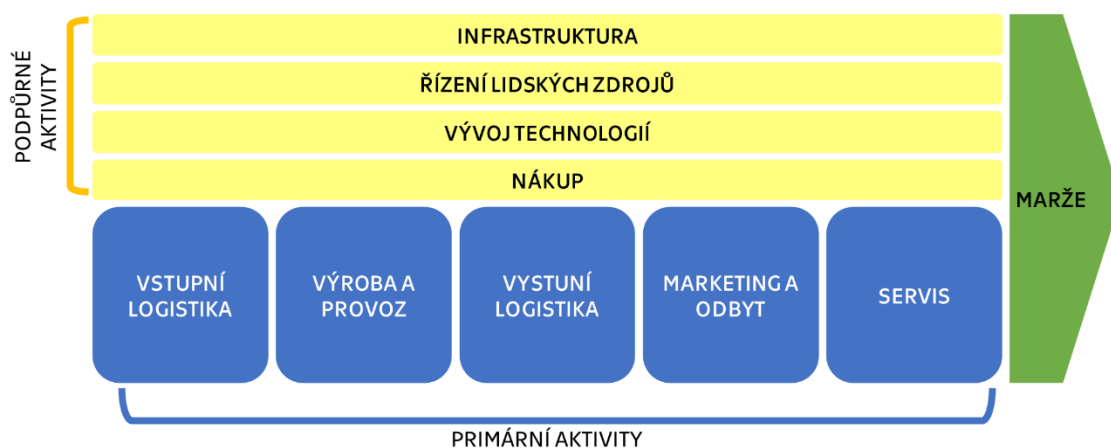 PODPŮRNÉ
AKTIVITY
INFRASTRUKTURA
ŘÍZENÍ LIDSKÝCH ZDROJŮ
VÝVOJ TECHNOLOGIÍ
NÁKUP
MARŽE
VSTUPNÍ
LOGISTIKA
VÝROBA A
PROVOZ
VYSTUNÍ
LOGISTIKA
MARKETING A
ODBYT
SERVIS
PRIMÁRNÍ AKTIVITY